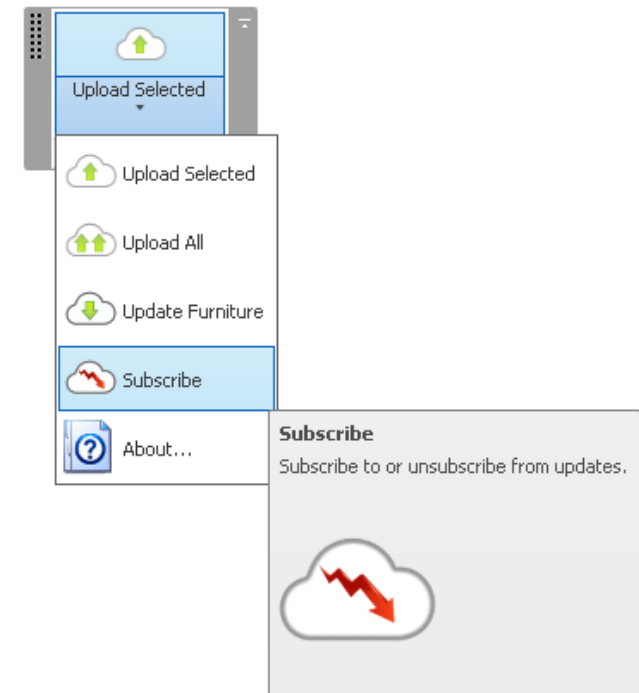 Upload Selected
Upload Selected
Upload All
Update Furniture
Subscribe
About...
Subscribe
Subscribe to or unsubscribe from updates.